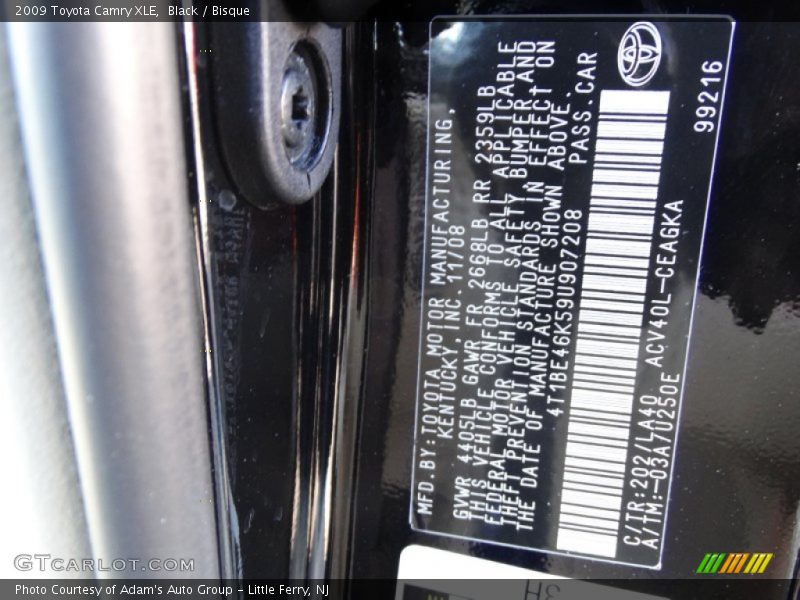 2009 Toyota Camry XLE,  Black / Bisque
MFD.BY:TOYOTA MOTOR MANUFACTURING,
KENTUCKY, INC. 11/08
GVWR 4405LB GAWR FR 2668LB RR 2359LB
THIS VEHICLE CONFORMS TO ALL APPLICABLE
FEDERAL MOTOR VEHICLE SAFETY, BUMPER, AND
THEFT PREVENTION STANDARDS IN EFFECT ON
THE DATE OF MANUFACTURE SHOWN ABOVE.
4T1BE46K59U907208 PASS.CAR
C/TR:202/LA40 ACV40L-CEAGKA
A/TM:-03A/U250E
99216
GTCARLOT.COM
Photo Courtesy of Adam's Auto Group - Little Ferry, NJ